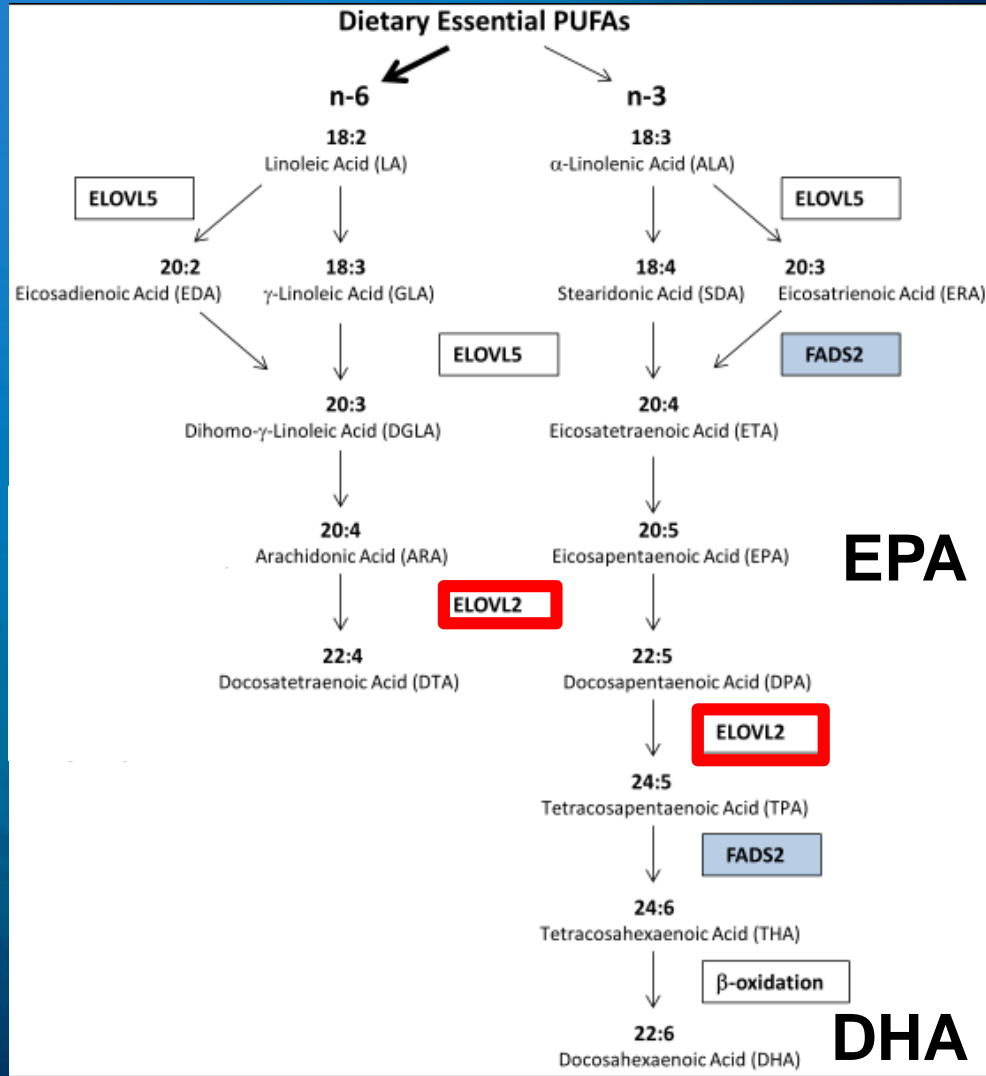 Dietary Essential PUFAs
n-6
n-3
18:2
Linoleic Acid (LA)
18:3
α-Linolenic Acid (ALA)
ELOVL5
ELOVL5
20:2
Eicosadienoic Acid (EDA)
18:3
γ-Linoleic Acid (GLA)
18:4
Stearidonic Acid (SDA)
20:3
Eicosatrienoic Acid (ERA)
ELOVL5
FADS2
20:3
Dihomo-γ-Linoleic Acid (DGLA)
20:4
Eicosatetraenoic Acid (ETA)
20:4
Arachidonic Acid (ARA)
20:5
Eicosapentaenoic Acid (EPA)
EPA
ELOVL2
22:4
Docosatetraenoic Acid (DTA)
22:5
Docosapentaenoic Acid (DPA)
ELOVL2
24:5
Tetracosapentaenoic Acid (TPA)
FADS2
24:6
Tetracosahexaenoic Acid (THA)
β-oxidation
22:6
Docosahexaenoic Acid (DHA)
DHA